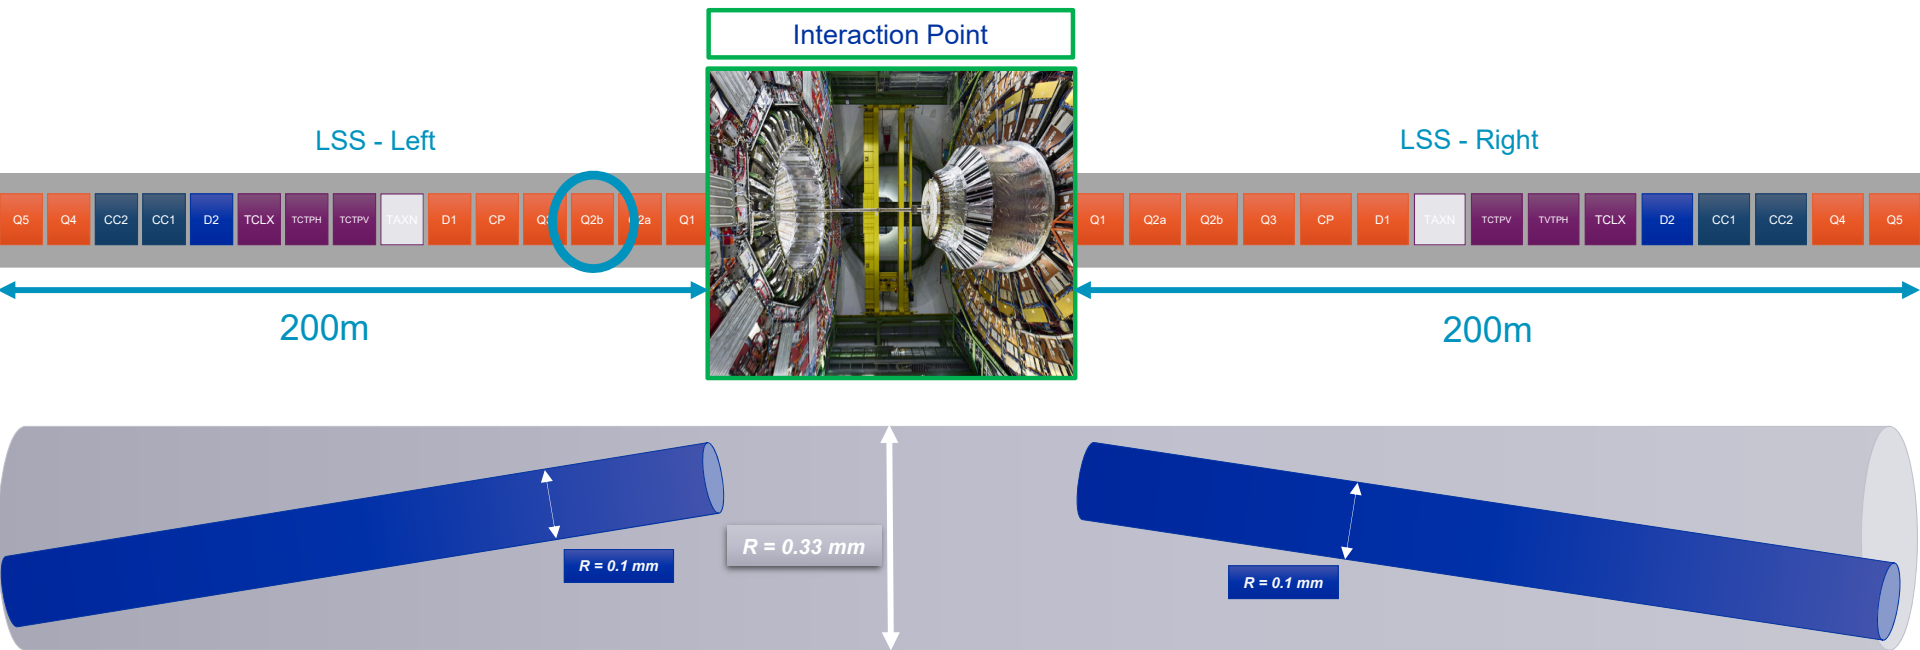 Interaction Point
LSS - Left
LSS - Right
Q5 Q4 CC2 CC1 D2 TCLX TCTPH TCTPV TAXN D1 CP Q3 Q2b Q2a Q1
Q1 Q2a Q2b Q3 CP D1 TAXN TCTPV TVTPH TCLX D2 CC1 CC2 Q4 Q5
200m
200m
R = 0.33 mm
R = 0.1 mm
R = 0.1 mm